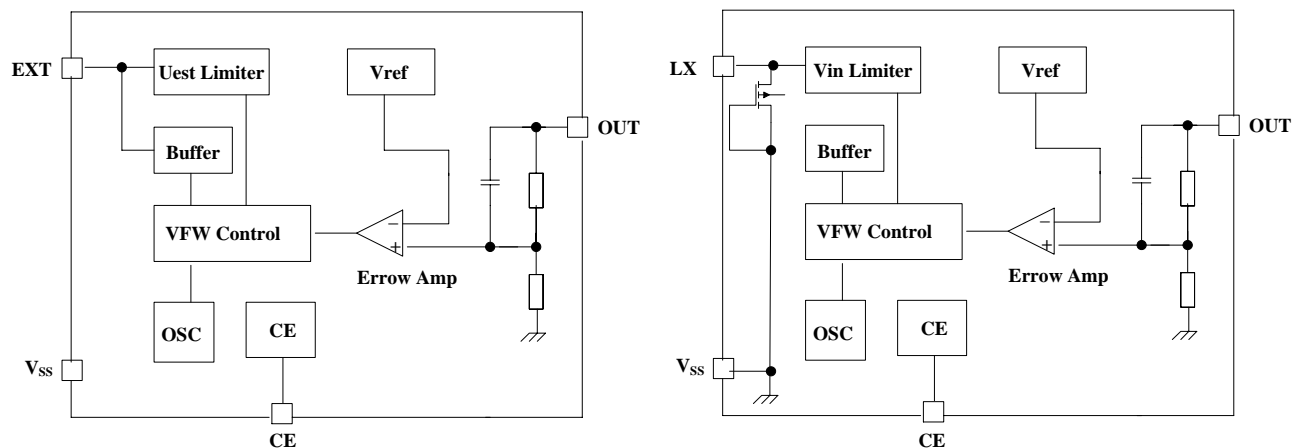 EXT
Uest Limiter
Vref
OUT
Buffer
VFW Control
−
+
Errow Amp
OSC
CE
VSS
CE
LX
Vin Limiter
Vref
OUT
Buffer
VFW Control
−
+
Errow Amp
OSC
CE
VSS
CE